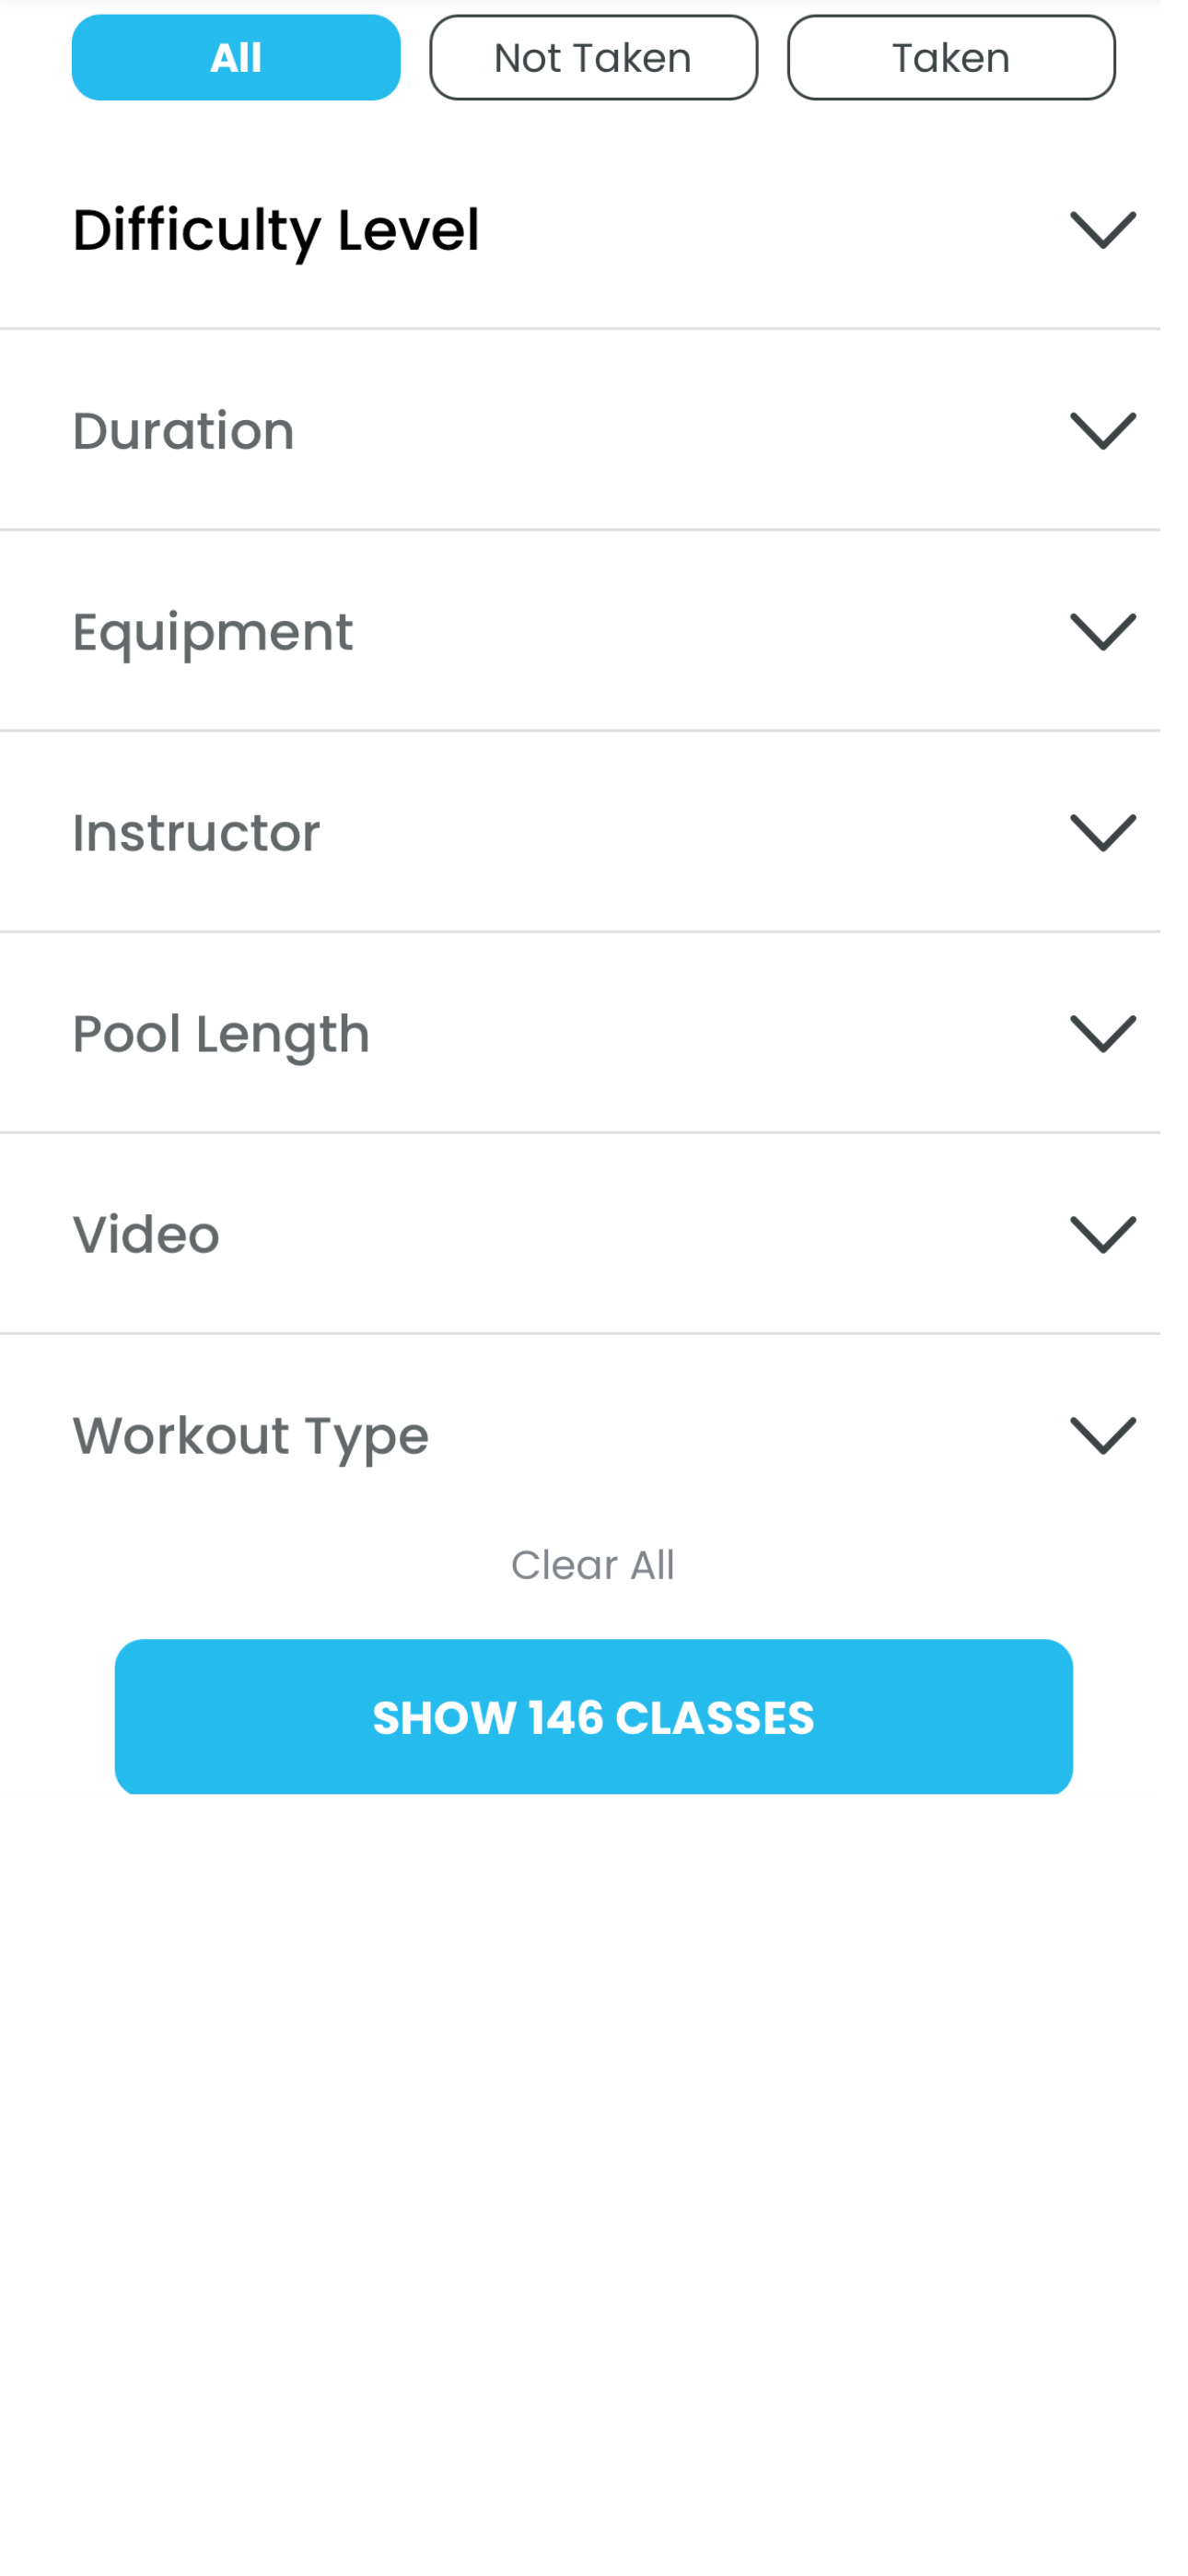 All Not Taken Taken
Difficulty Level
Duration
Equipment
Instructor
Pool Length
Video
Workout Type
Clear All
SHOW 146 CLASSES